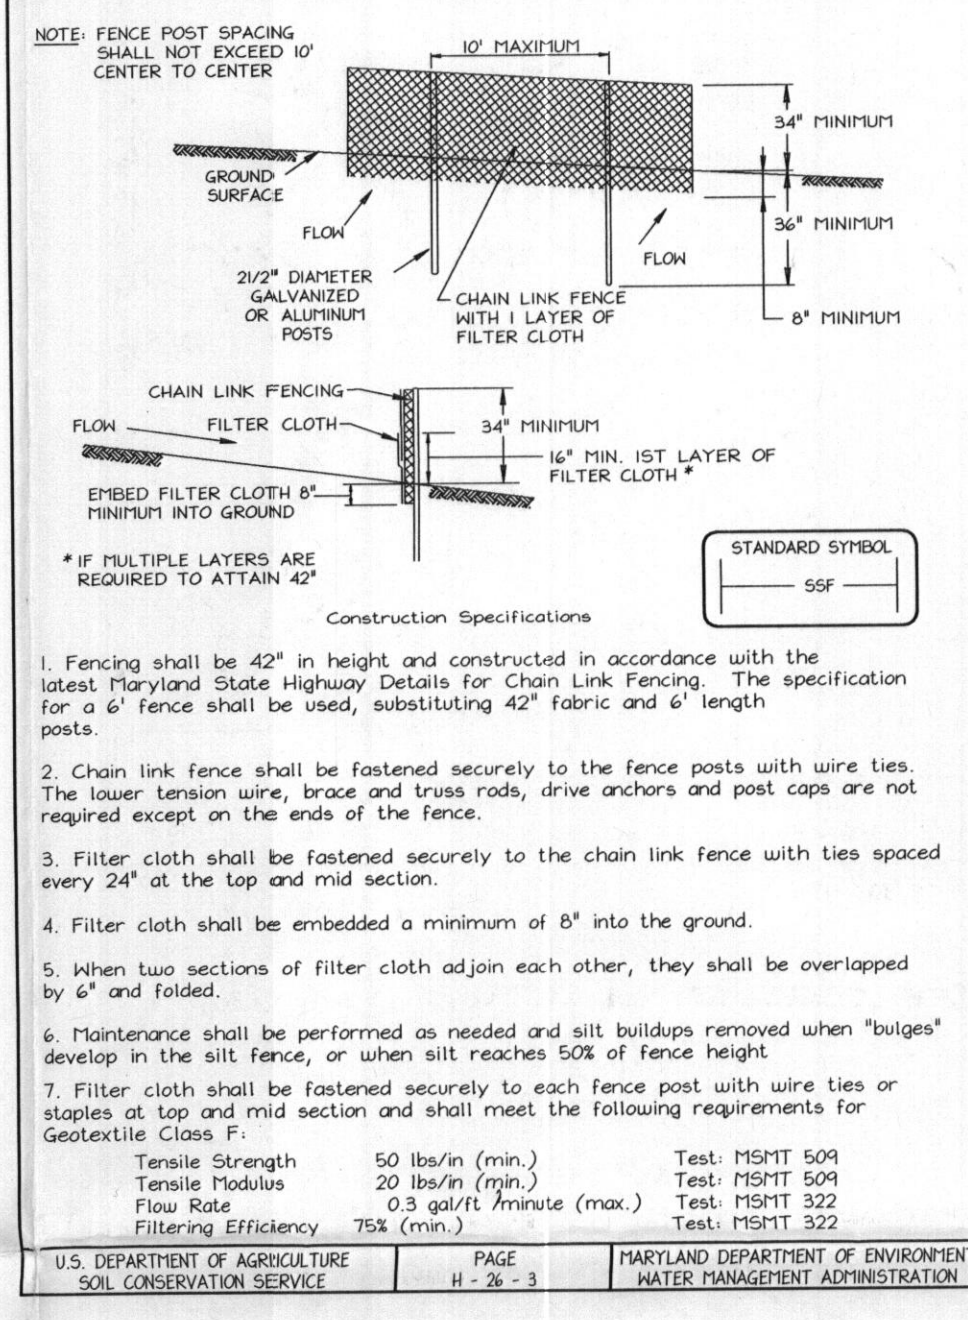 NOTE: FENCE POST SPACING
SHALL NOT EXCEED 10'
CENTER TO CENTER
10' MAXIMUM
34" MINIMUM
GROUND
SURFACE
FLOW
36" MINIMUM
FLOW
21/2" DIAMETER
GALVANIZED
OR ALUMINUM
POSTS
CHAIN LINK FENCE
WITH 1 LAYER OF
FILTER CLOTH
8" MINIMUM
CHAIN LINK FENCING
FLOW
FILTER CLOTH
34" MINIMUM
16" MIN. 1ST LAYER OF
FILTER CLOTH *
EMBED FILTER CLOTH 8"
MINIMUM INTO GROUND
* IF MULTIPLE LAYERS ARE
REQUIRED TO ATTAIN 42"
STANDARD SYMBOL
SSF
Construction Specifications
1. Fencing shall be 42" in height and constructed in accordance with the
latest Maryland State Highway Details for Chain Link Fencing. The specification
for a 6' fence shall be used, substituting 42" fabric and 6' length
posts.
2. Chain link fence shall be fastened securely to the fence posts with wire ties.
The lower tension wire, brace and truss rods, drive anchors and post caps are not
required except on the ends of the fence.
3. Filter cloth shall be fastened securely to the chain link fence with ties spaced
every 24" at the top and mid section.
4. Filter cloth shall be embedded a minimum of 8" into the ground.
5. When two sections of filter cloth adjoin each other, they shall be overlapped
by 6" and folded.
6. Maintenance shall be performed as needed and silt buildups removed when "bulges"
develop in the silt fence, or when silt reaches 50% of fence height
7. Filter cloth shall be fastened securely to each fence post with wire ties or
staples at top and mid section and shall meet the following requirements for
Geotextile Class F:
Tensile Strength 50 lbs/in (min.) Test: MSMT 509
Tensile Modulus 20 lbs/in (min.) Test: MSMT 509
Flow Rate 0.3 gal/ft /minute (max.) Test: MSMT 322
Filtering Efficiency 75% (min.) Test: MSMT 322
U.S. DEPARTMENT OF AGRICULTURE
SOIL CONSERVATION SERVICE
PAGE
H - 26 - 3
MARYLAND DEPARTMENT OF ENVIRONMENT
WATER MANAGEMENT ADMINISTRATION